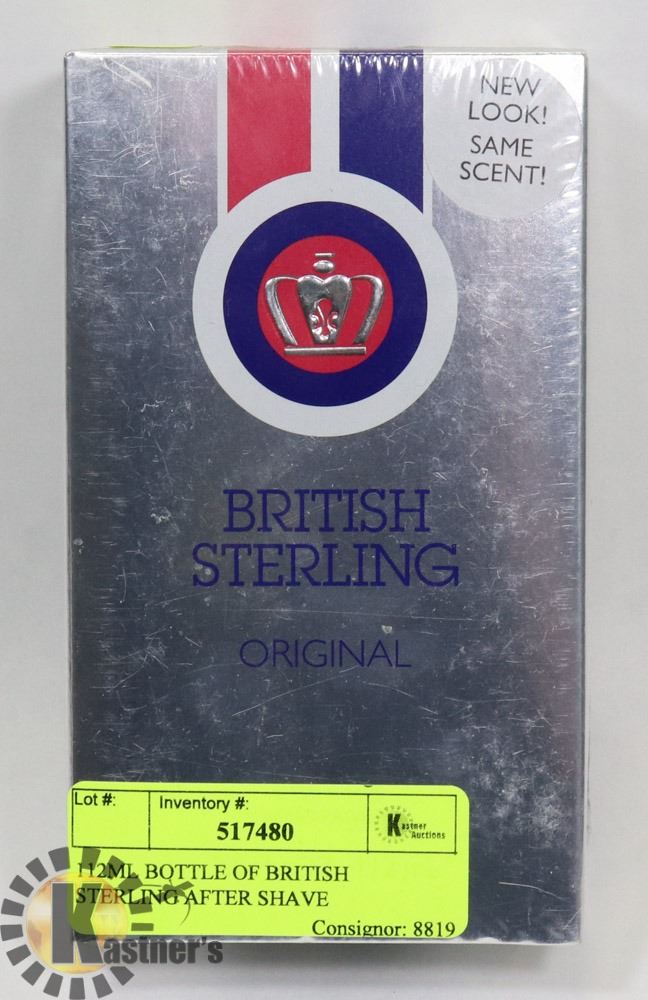 NEW
LOOK!
SAME
SCENT!
BRITISH
STERLING
ORIGINAL
Lot #:
Inventory #:
517480
Kastner
Auctions
112ML BOTTLE OF BRITISH
STERLING AFTER SHAVE
Consignor: 8819
Kastner's